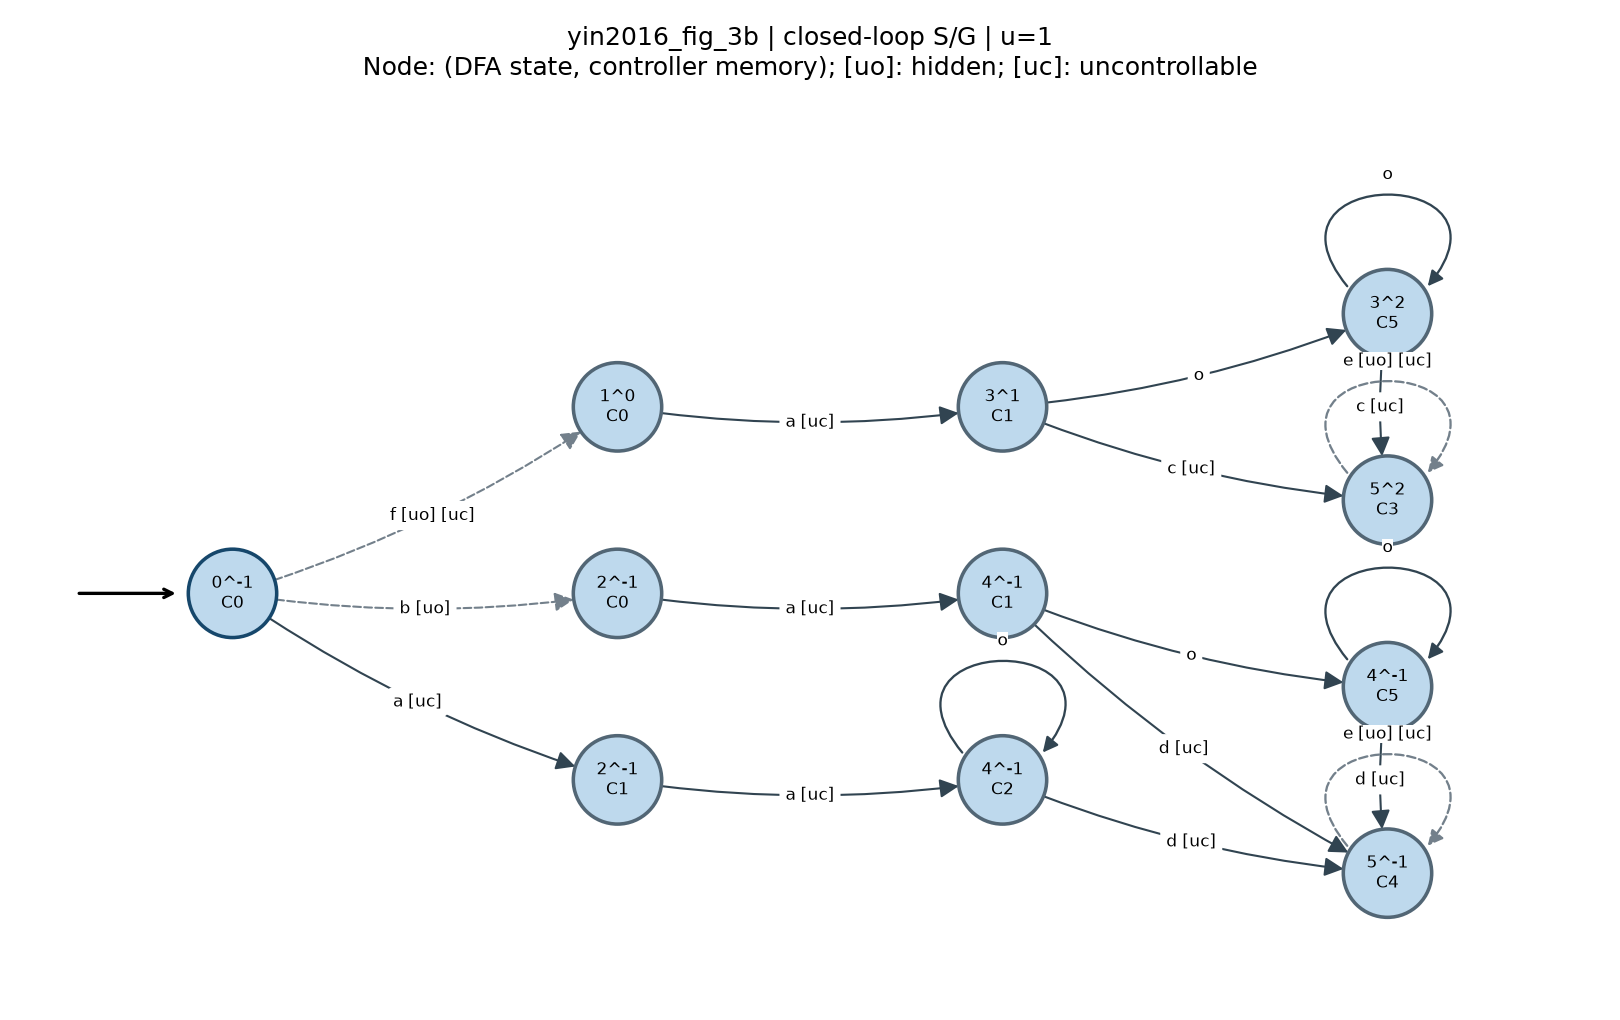 yin2016_fig_3b | closed-loop S/G | u=1
Node: (DFA state, controller memory); [uo]: hidden; [uc]: uncontrollable
o
3^2
C5
e [uo] [uc]
o
1^0
C0
3^1
C1
c [uc]
a [uc]
c [uc]
5^2
C3
f [uo] [uc]
o
0^-1
C0
2^-1
C0
4^-1
C1
b [uo]
a [uc]
o
o
4^-1
C5
a [uc]
e [uo] [uc]
d [uc]
2^-1
C1
4^-1
C2
d [uc]
a [uc]
d [uc]
5^-1
C4